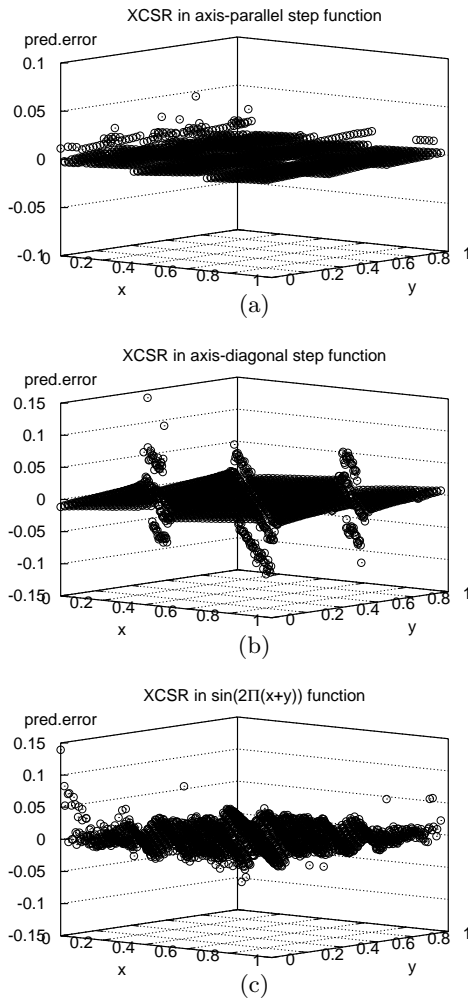 XCSR in axis-parallel step function
pred.error
0.1
0.05
0
-0.05
-0.1
0 0.2 0.4 0.6 0.8 1
x
0 0.2 0.4 0.6 0.8 1
y
(a)
XCSR in axis-diagonal step function
pred.error
0.15
0.1
0.05
0
-0.05
-0.1
-0.15
0 0.2 0.4 0.6 0.8 1
x
0 0.2 0.4 0.6 0.8 1
y
(b)
XCSR in sin(2Π(x+y)) function
pred.error
0.15
0.1
0.05
0
-0.05
-0.1
-0.15
0 0.2 0.4 0.6 0.8 1
x
0 0.2 0.4 0.6 0.8 1
y
(c)